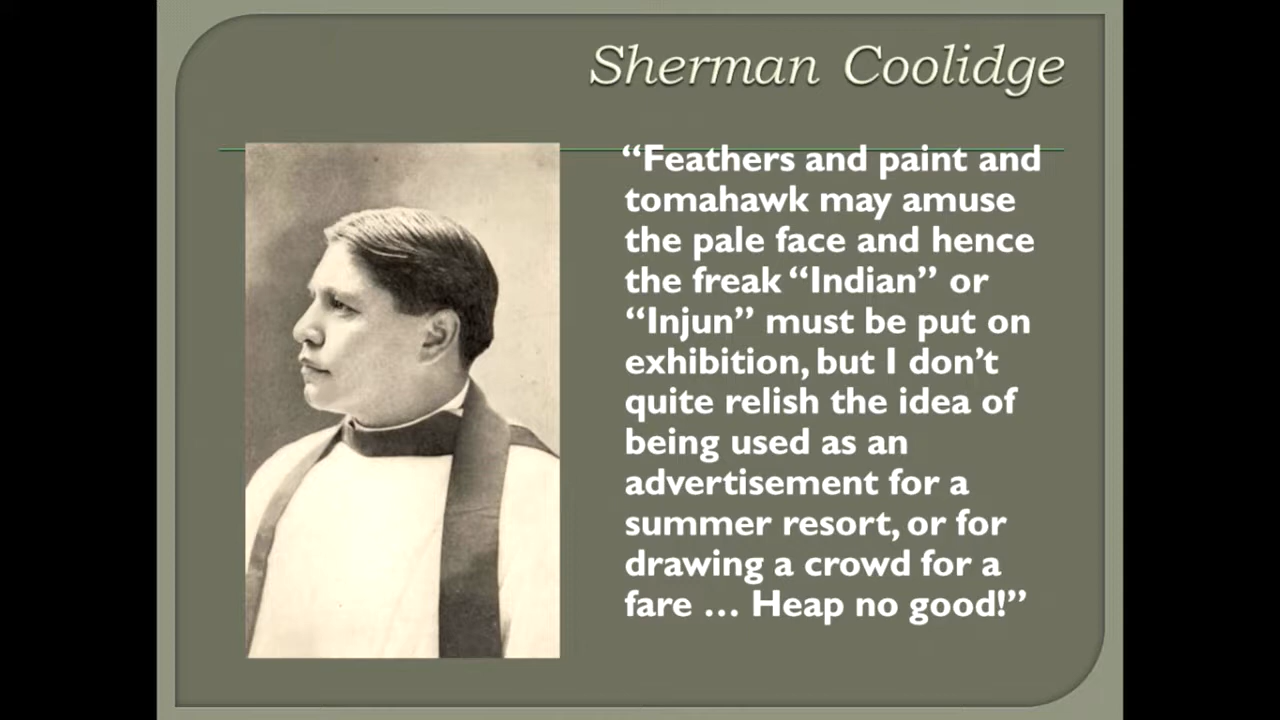 Sherman Coolidge
“Feathers and paint and
tomahawk may amuse
the pale face and hence
the freak “Indian” or
“Injun” must be put on
exhibition, but I don’t
quite relish the idea of
being used as an
advertisement for a
summer resort, or for
drawing a crowd for a
fare … Heap no good!”